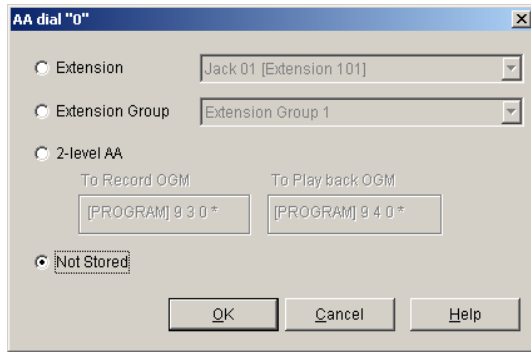 AA dial "0"
Extension
Jack 01 [Extension 101]
Extension Group
Extension Group 1
2-level AA
To Record OGM
To Play back OGM
[PROGRAM] 9 3 0 *
[PROGRAM] 9 4 0 *
Not Stored
OK
Cancel
Help